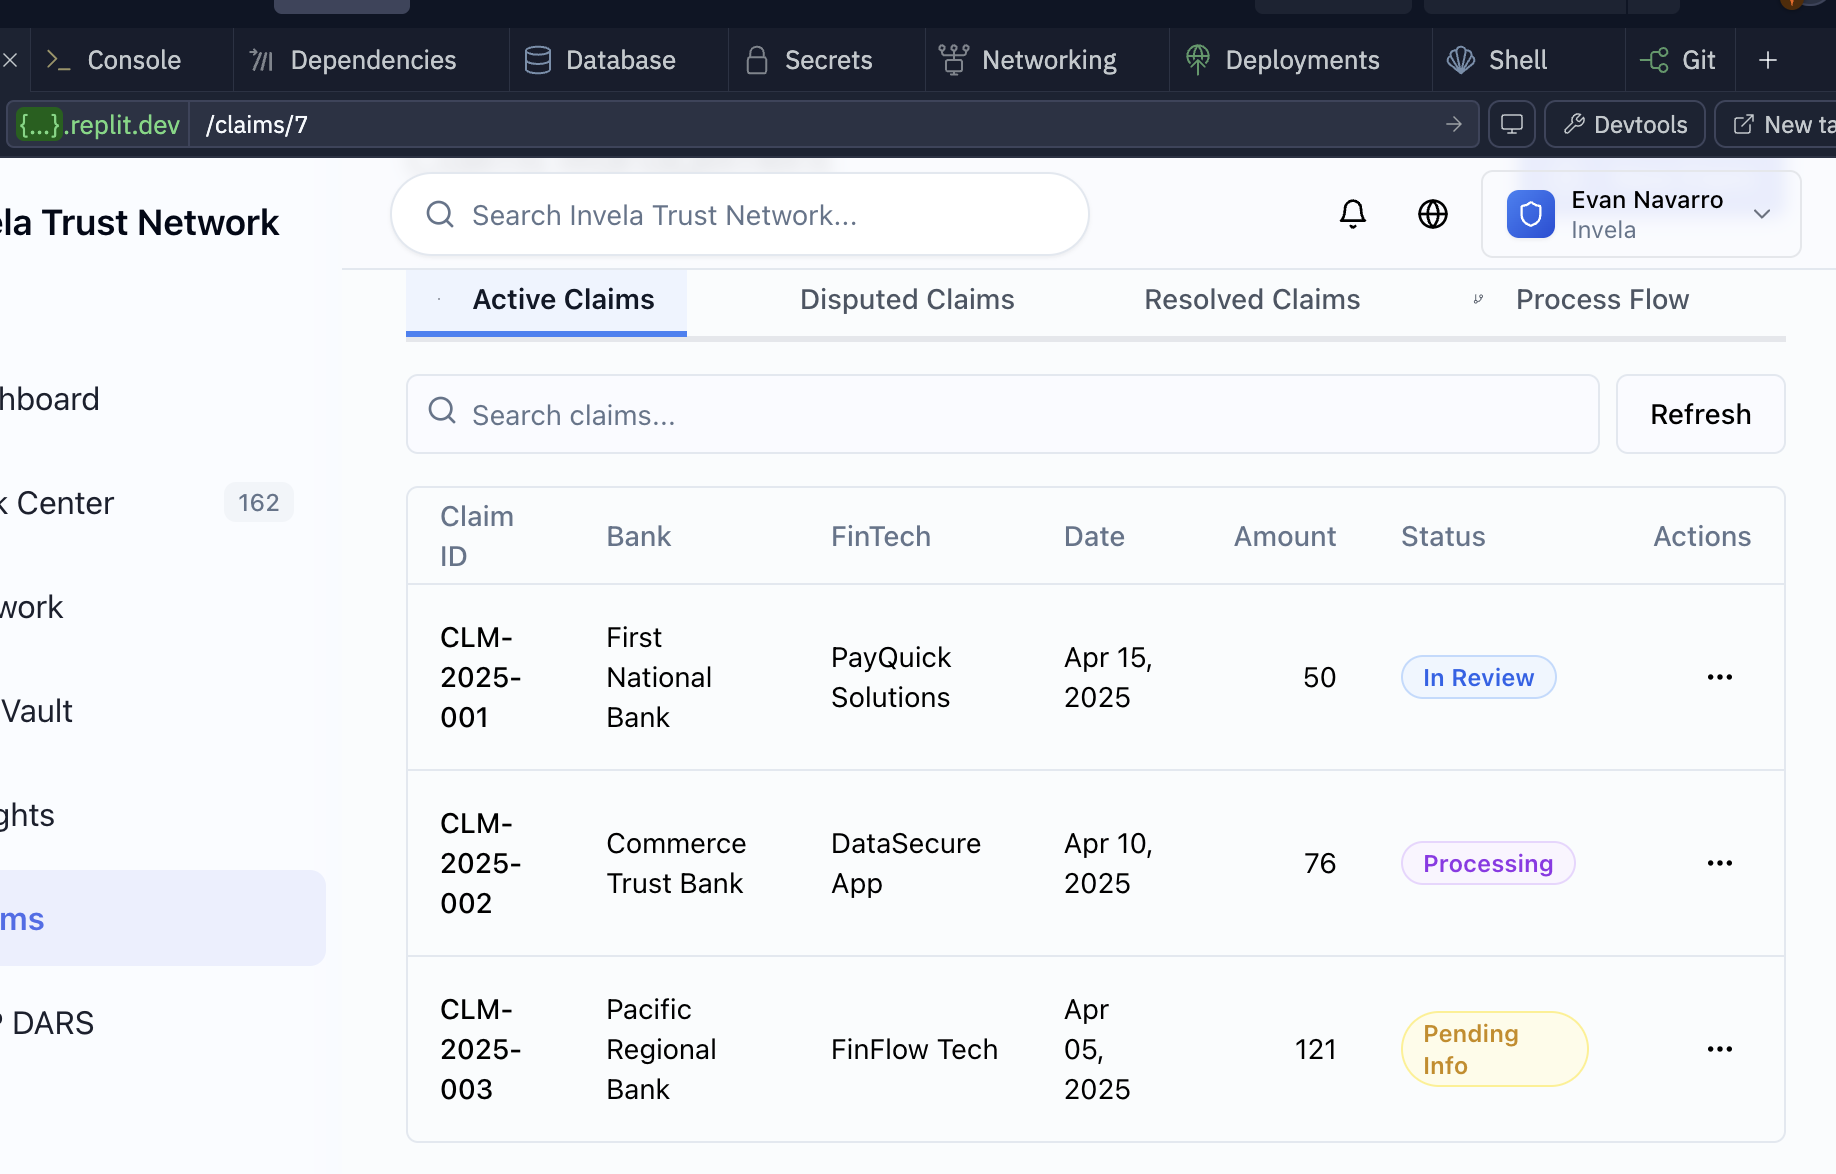 Console
Dependencies
Database
Secrets
Networking
Deployments
Shell
Git
{...}.replit.dev
/claims/7
Devtools
New ta
ela Trust Network
Search Invela Trust Network...
Evan Navarro
Invela
Active Claims
Disputed Claims
Resolved Claims
Process Flow
hboard
k Center
162
work
Vault
ghts
ms
P DARS
Search claims...
Refresh
Claim
ID
Bank
FinTech
Date
Amount
Status
Actions
CLM-
2025-
001
First
National
Bank
PayQuick
Solutions
Apr 15,
2025
50
In Review
CLM-
2025-
002
Commerce
Trust Bank
DataSecure
App
Apr 10,
2025
76
Processing
CLM-
2025-
003
Pacific
Regional
Bank
FinFlow Tech
Apr
05,
2025
121
Pending
Info